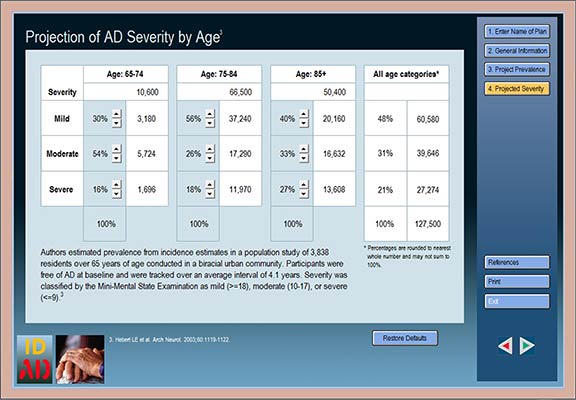 Projection of AD Severity by Age3
Age: 65-74 Age: 75-84 Age: 85+ All age categories*
Severity 10,600 66,500 50,400
Mild 30% 3,180 56% 37,240 40% 20,160 48% 60,580
Moderate 54% 5,724 26% 17,290 33% 16,632 31% 39,646
Severe 16% 1,696 18% 11,970 27% 13,608 21% 27,274
100% 100% 100% 100% 127,500
* Percentages are rounded to nearest
whole number and may not sum to
100%.
Authors estimated prevalence from incidence estimates in a population study of 3,838
residents over 65 years of age conducted in a biracial urban community. Participants were
free of AD at baseline and were tracked over an average interval of 4.1 years. Severity was
classified by the Mini-Mental State Examination as mild (>=18), moderate (10-17), or severe
(<=9).3
3. Hebert LE et al. Arch Neurol. 2003;60:1119-1122.
Restore Defaults
ID
AD
1. Enter Name of Plan
2. General Information
3. Project Prevalence
4. Projected Severity
References
Print
Exit